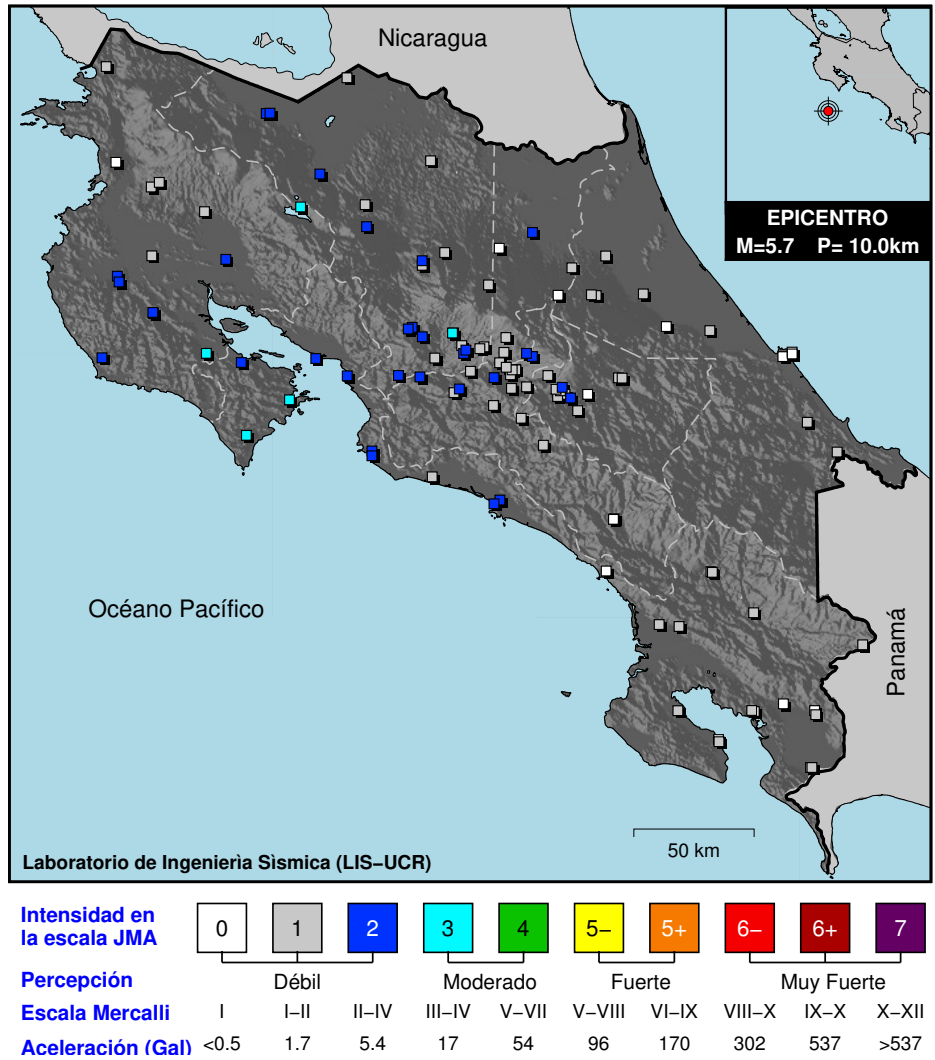 Nicaragua
EPICENTRO
M=5.7 P= 10.0km
Océano Pacífico
Panamá
50 km
Laboratorio de Ingenierìa Sìsmica (LIS−UCR)
Intensidad en
la escala JMA
0 1 2 3 4 5− 5+ 6− 6+ 7
Percepción Débil Moderado Fuerte Muy Fuerte
Escala Mercalli I I−II II−IV III−IV V−VII V−VIII VI−IX VIII−X IX−X X−XII
Aceleración (Gal) <0.5 1.7 5.4 17 54 96 170 302 537 >537